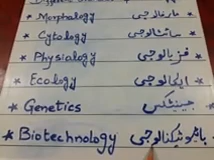 * Morphology مارفالوجی
* Cytology سائٹالوجی
* Physiology فزیالوجی
* Ecology ایکالوجی
* Genetics جینیٹکس
* Biotechnology بائیوٹیکنالوجی